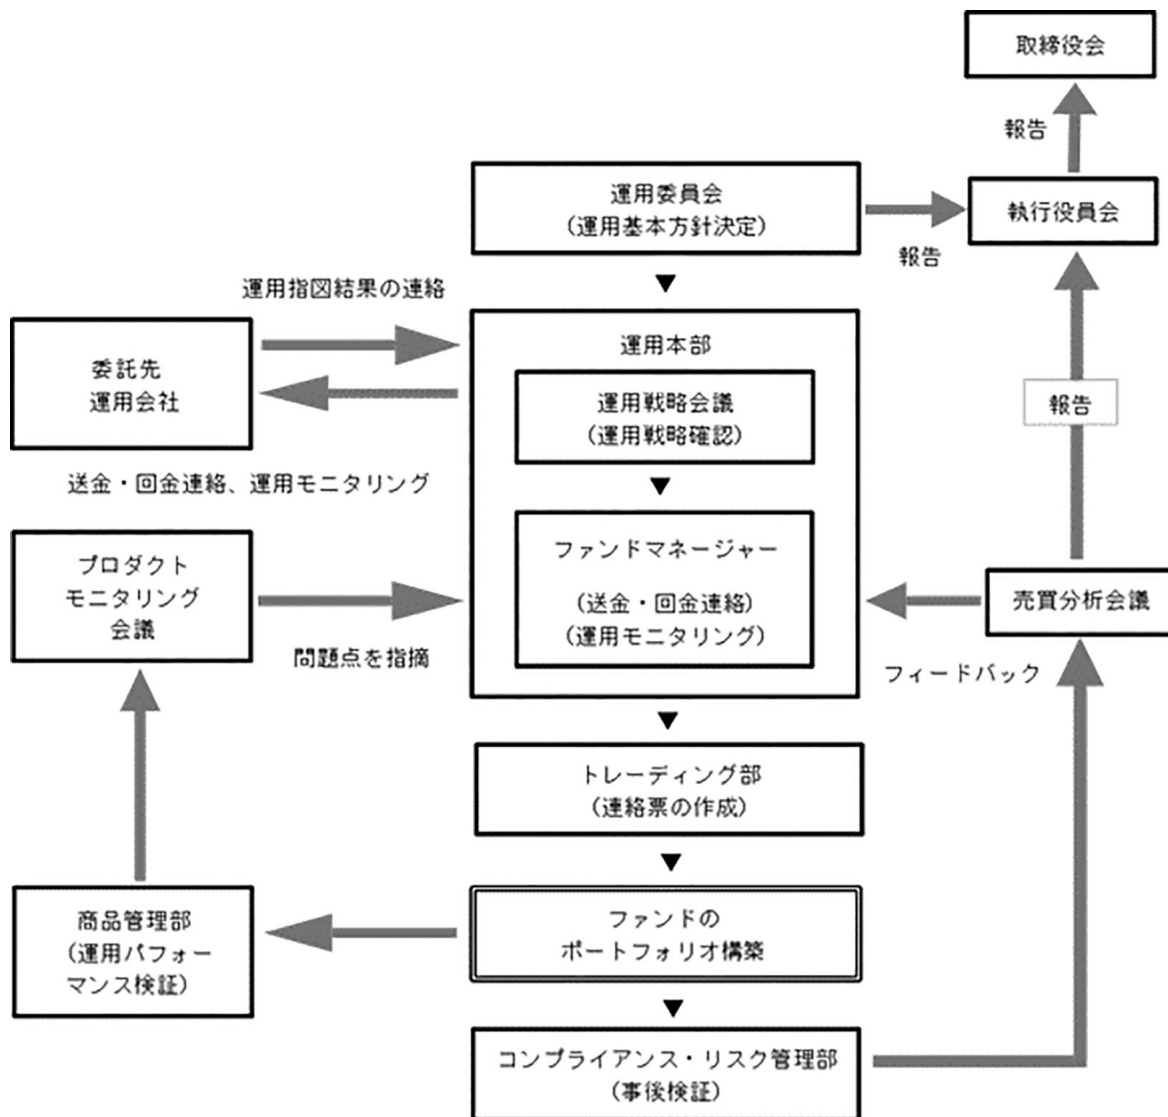 取締役会
報告
運用委員会
(運用基本方針決定)
執行役員会
報告
運用指図結果の連絡
委託先
運用会社
運用本部
運用戦略会議
(運用戦略確認)
報告
送金・回金連絡、運用モニタリング
プロダクト
モニタリング
会議
ファンドマネージャー
(送金・回金連絡)
(運用モニタリング)
売買分析会議
問題点を指摘
フィードバック
トレーディング部
(連絡票の作成)
商品管理部
(運用パフォー
マンス検証)
ファンドの
ポートフォリオ構築
コンプライアンス・リスク管理部
(事後検証)